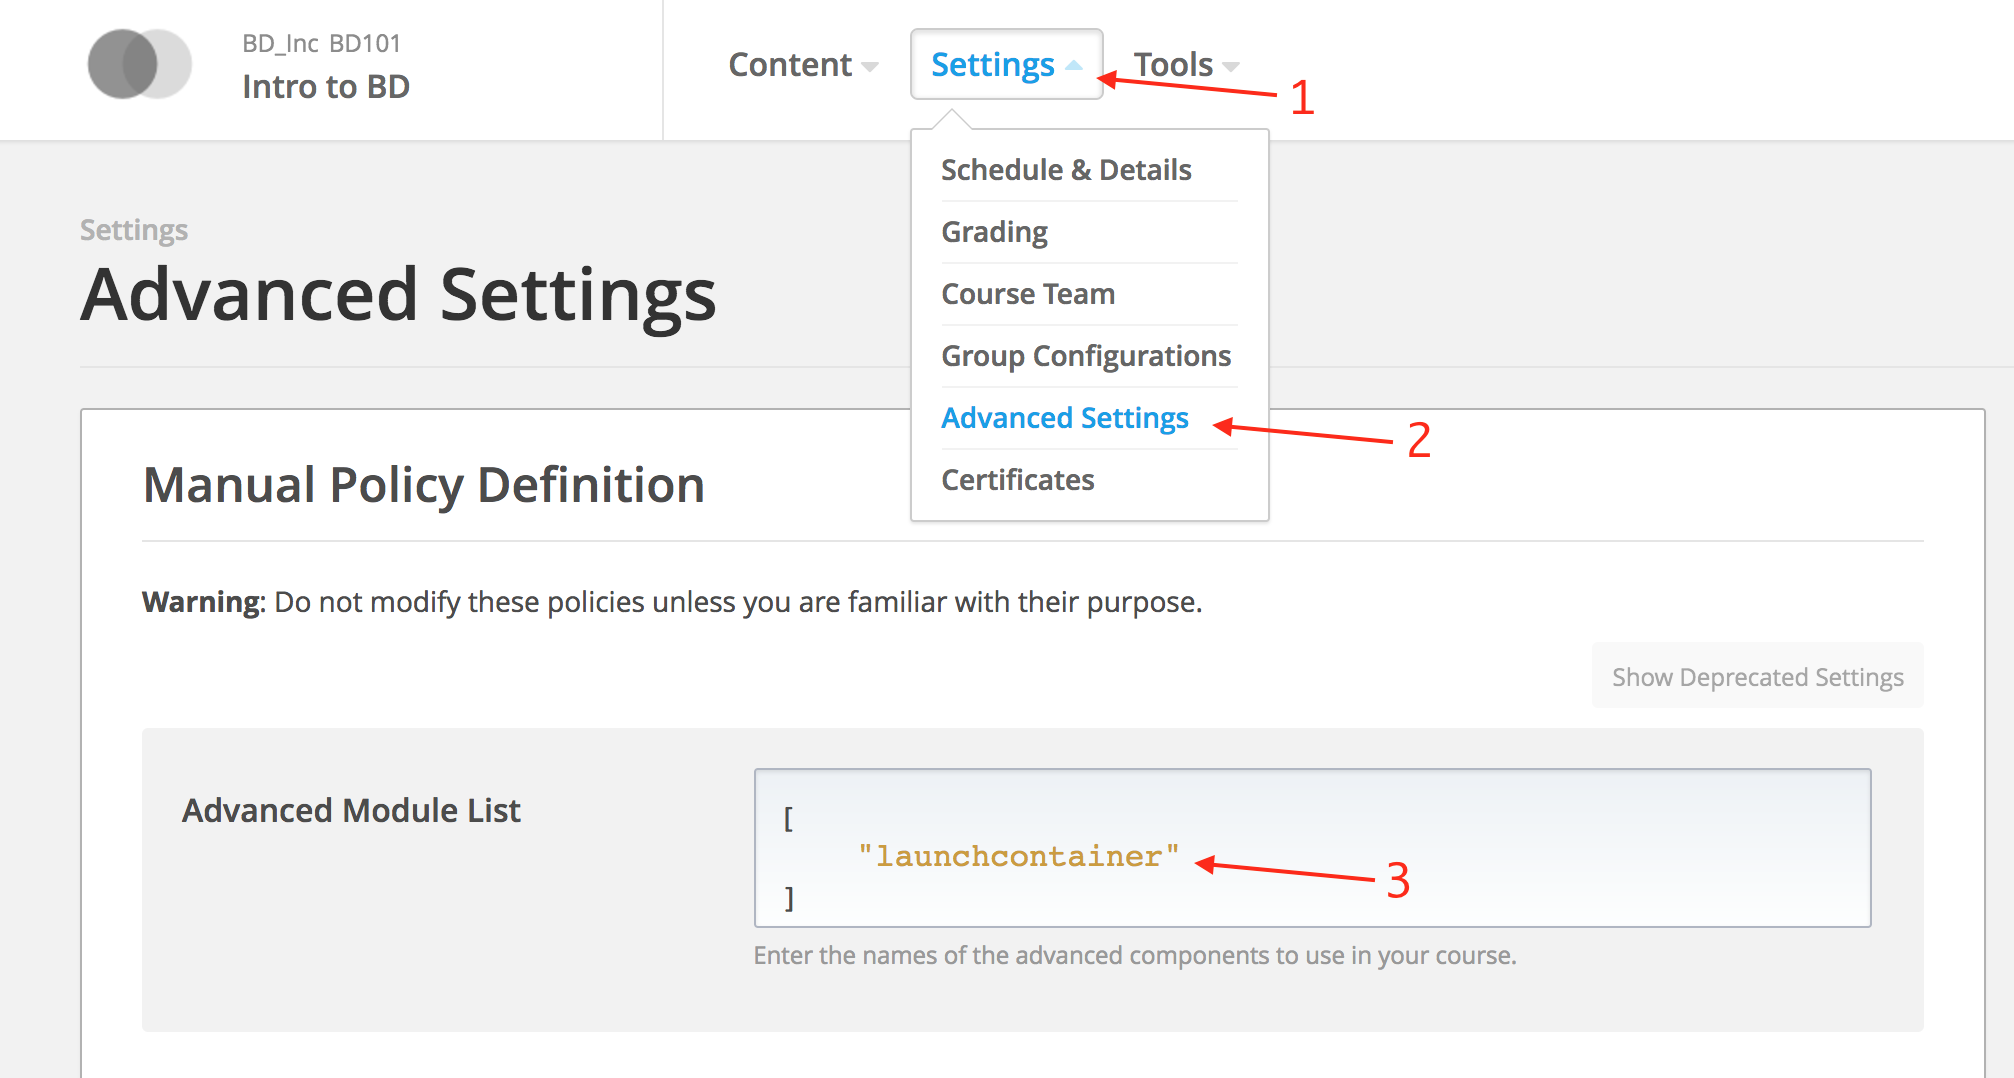 BD_Inc BD101
Intro to BD
Content
Settings
Tools
1
Schedule & Details
Grading
Course Team
Group Configurations
Advanced Settings
2
Certificates
Settings
Advanced Settings
Manual Policy Definition
Warning: Do not modify these policies unless you are familiar with their purpose.
Show Deprecated Settings
Advanced Module List
[
"launchcontainer"
3
]
Enter the names of the advanced components to use in your course.